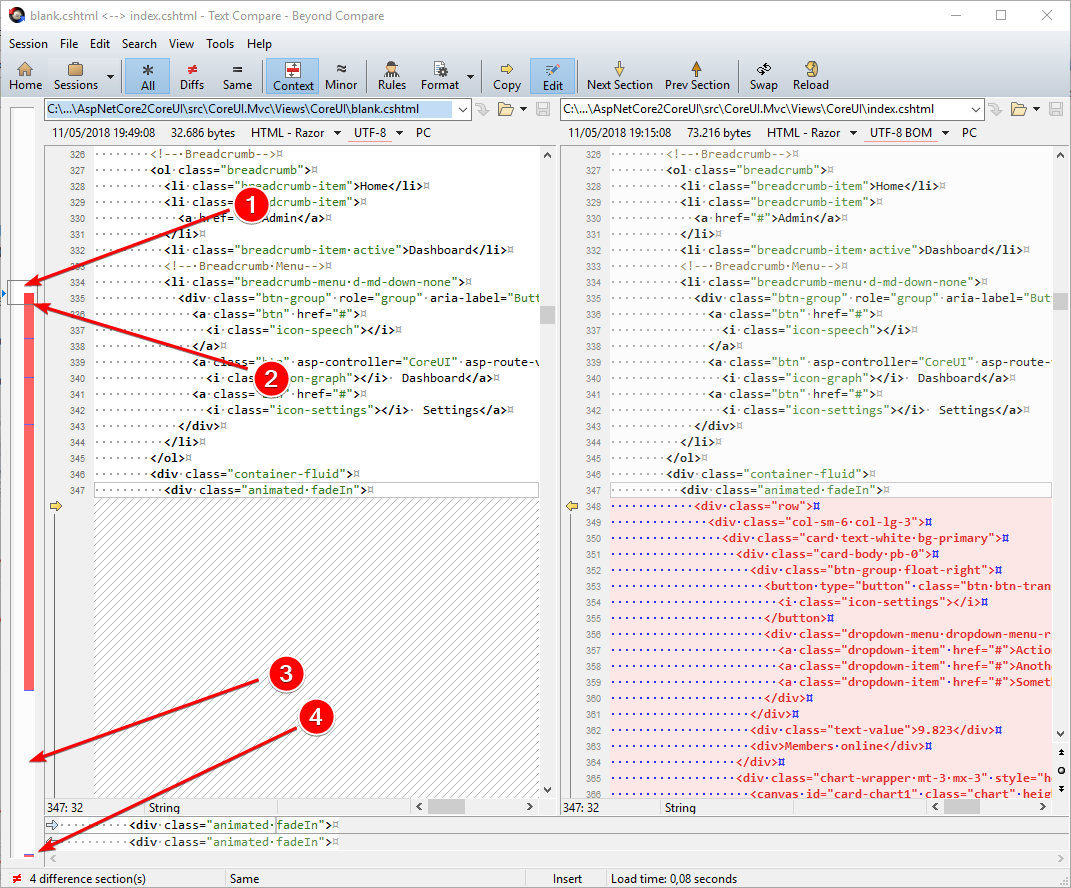 blank.cshtml <--> index.cshtml - Text Compare - Beyond Compare
Session File Edit Search View Tools Help
Home Sessions All Diffs Same Context Minor Rules Format Copy Edit Next Section Prev Section Swap Reload
C:\...\AspNetCore2CoreUI\src\CoreUI.Mvc\Views\CoreUI\blank.cshtml
C:\...\AspNetCore2CoreUI\src\CoreUI.Mvc\Views\CoreUI\index.cshtml
11/05/2018 19:49:08 32.686 bytes HTML - Razor UTF-8 PC
11/05/2018 19:15:08 73.216 bytes HTML - Razor UTF-8 BOM PC
326 <!--·Breadcrumb-->¤
327 <ol class="breadcrumb">¤
328 <li class="breadcrumb-item">Home</li>¤
329 <li class="breadcrumb-item">¤
330 <a href= Admin</a>¤
331 </li>¤
332 <li class="breadcrumb-item·active">Dashboard</li>¤
333 <!--·Breadcrumb·Menu-->¤
334 <li class="breadcrumb-menu·d-md-down-none">¤
335 <div class="btn-group"·role="group"·aria-label="Butt
336 <a class="btn"·href="#">¤
337 <i class="icon-speech"></i>¤
338 </a>¤
339 <a class="btn"·asp-controller="CoreUI"·asp-route-v
340 <i class="icon-graph"></i>· Dashboard</a>¤
341 <a class="btn"·href="#">¤
342 <i class="icon-settings"></i>· Settings</a>¤
343 </div>¤
344 </li>¤
345 </ol>¤
346 <div class="container-fluid">¤
347 <div class="animated·fadeIn">¤
326 <!--·Breadcrumb-->¤
327 <ol class="breadcrumb">¤
328 <li class="breadcrumb-item">Home</li>¤
329 <li class="breadcrumb-item">¤
330 <a href="#">Admin</a>¤
331 </li>¤
332 <li class="breadcrumb-item·active">Dashboard</li>¤
333 <!--·Breadcrumb·Menu-->¤
334 <li class="breadcrumb-menu·d-md-down-none">¤
335 <div class="btn-group"·role="group"·aria-label="But
336 <a class="btn"·href="#">¤
337 <i class="icon-speech"></i>¤
338 </a>¤
339 <a class="btn"·asp-controller="CoreUI"·asp-route-
340 <i class="icon-graph"></i>· Dashboard</a>¤
341 <a class="btn"·href="#">¤
342 <i class="icon-settings"></i>· Settings</a>¤
343 </div>¤
344 </li>¤
345 </ol>¤
346 <div class="container-fluid">¤
347 <div class="animated·fadeIn">¤
348 <div class="row">¤
349 <div class="col-sm-6·col-lg-3">¤
350 <div class="card·text-white·bg-primary">¤
351 <div class="card-body·pb-0">¤
352 <div class="btn-group·float-right">¤
353 <button type="button"·class="btn·btn-tran
354 <i class="icon-settings"></i>¤
355 </button>¤
356 <div class="dropdown-menu·dropdown-menu-r
357 <a class="dropdown-item"·href="#">Actio
358 <a class="dropdown-item"·href="#">Anoth
359 <a class="dropdown-item"·href="#">Somet
360 </div>¤
361 </div>¤
362 <div class="text-value">9.823</div>¤
363 <div>Members online</div>¤
364 </div>¤
365 <div class="chart-wrapper·mt-3·mx-3"·style="h
366 <canvas id="card-chart1"·class="chart"·heig
1
2
3
4
347: 32 String
347: 32 String
<div class="animated·fadeIn">¤
<div class="animated·fadeIn">¤
4 difference section(s) Same Insert Load time: 0,08 seconds